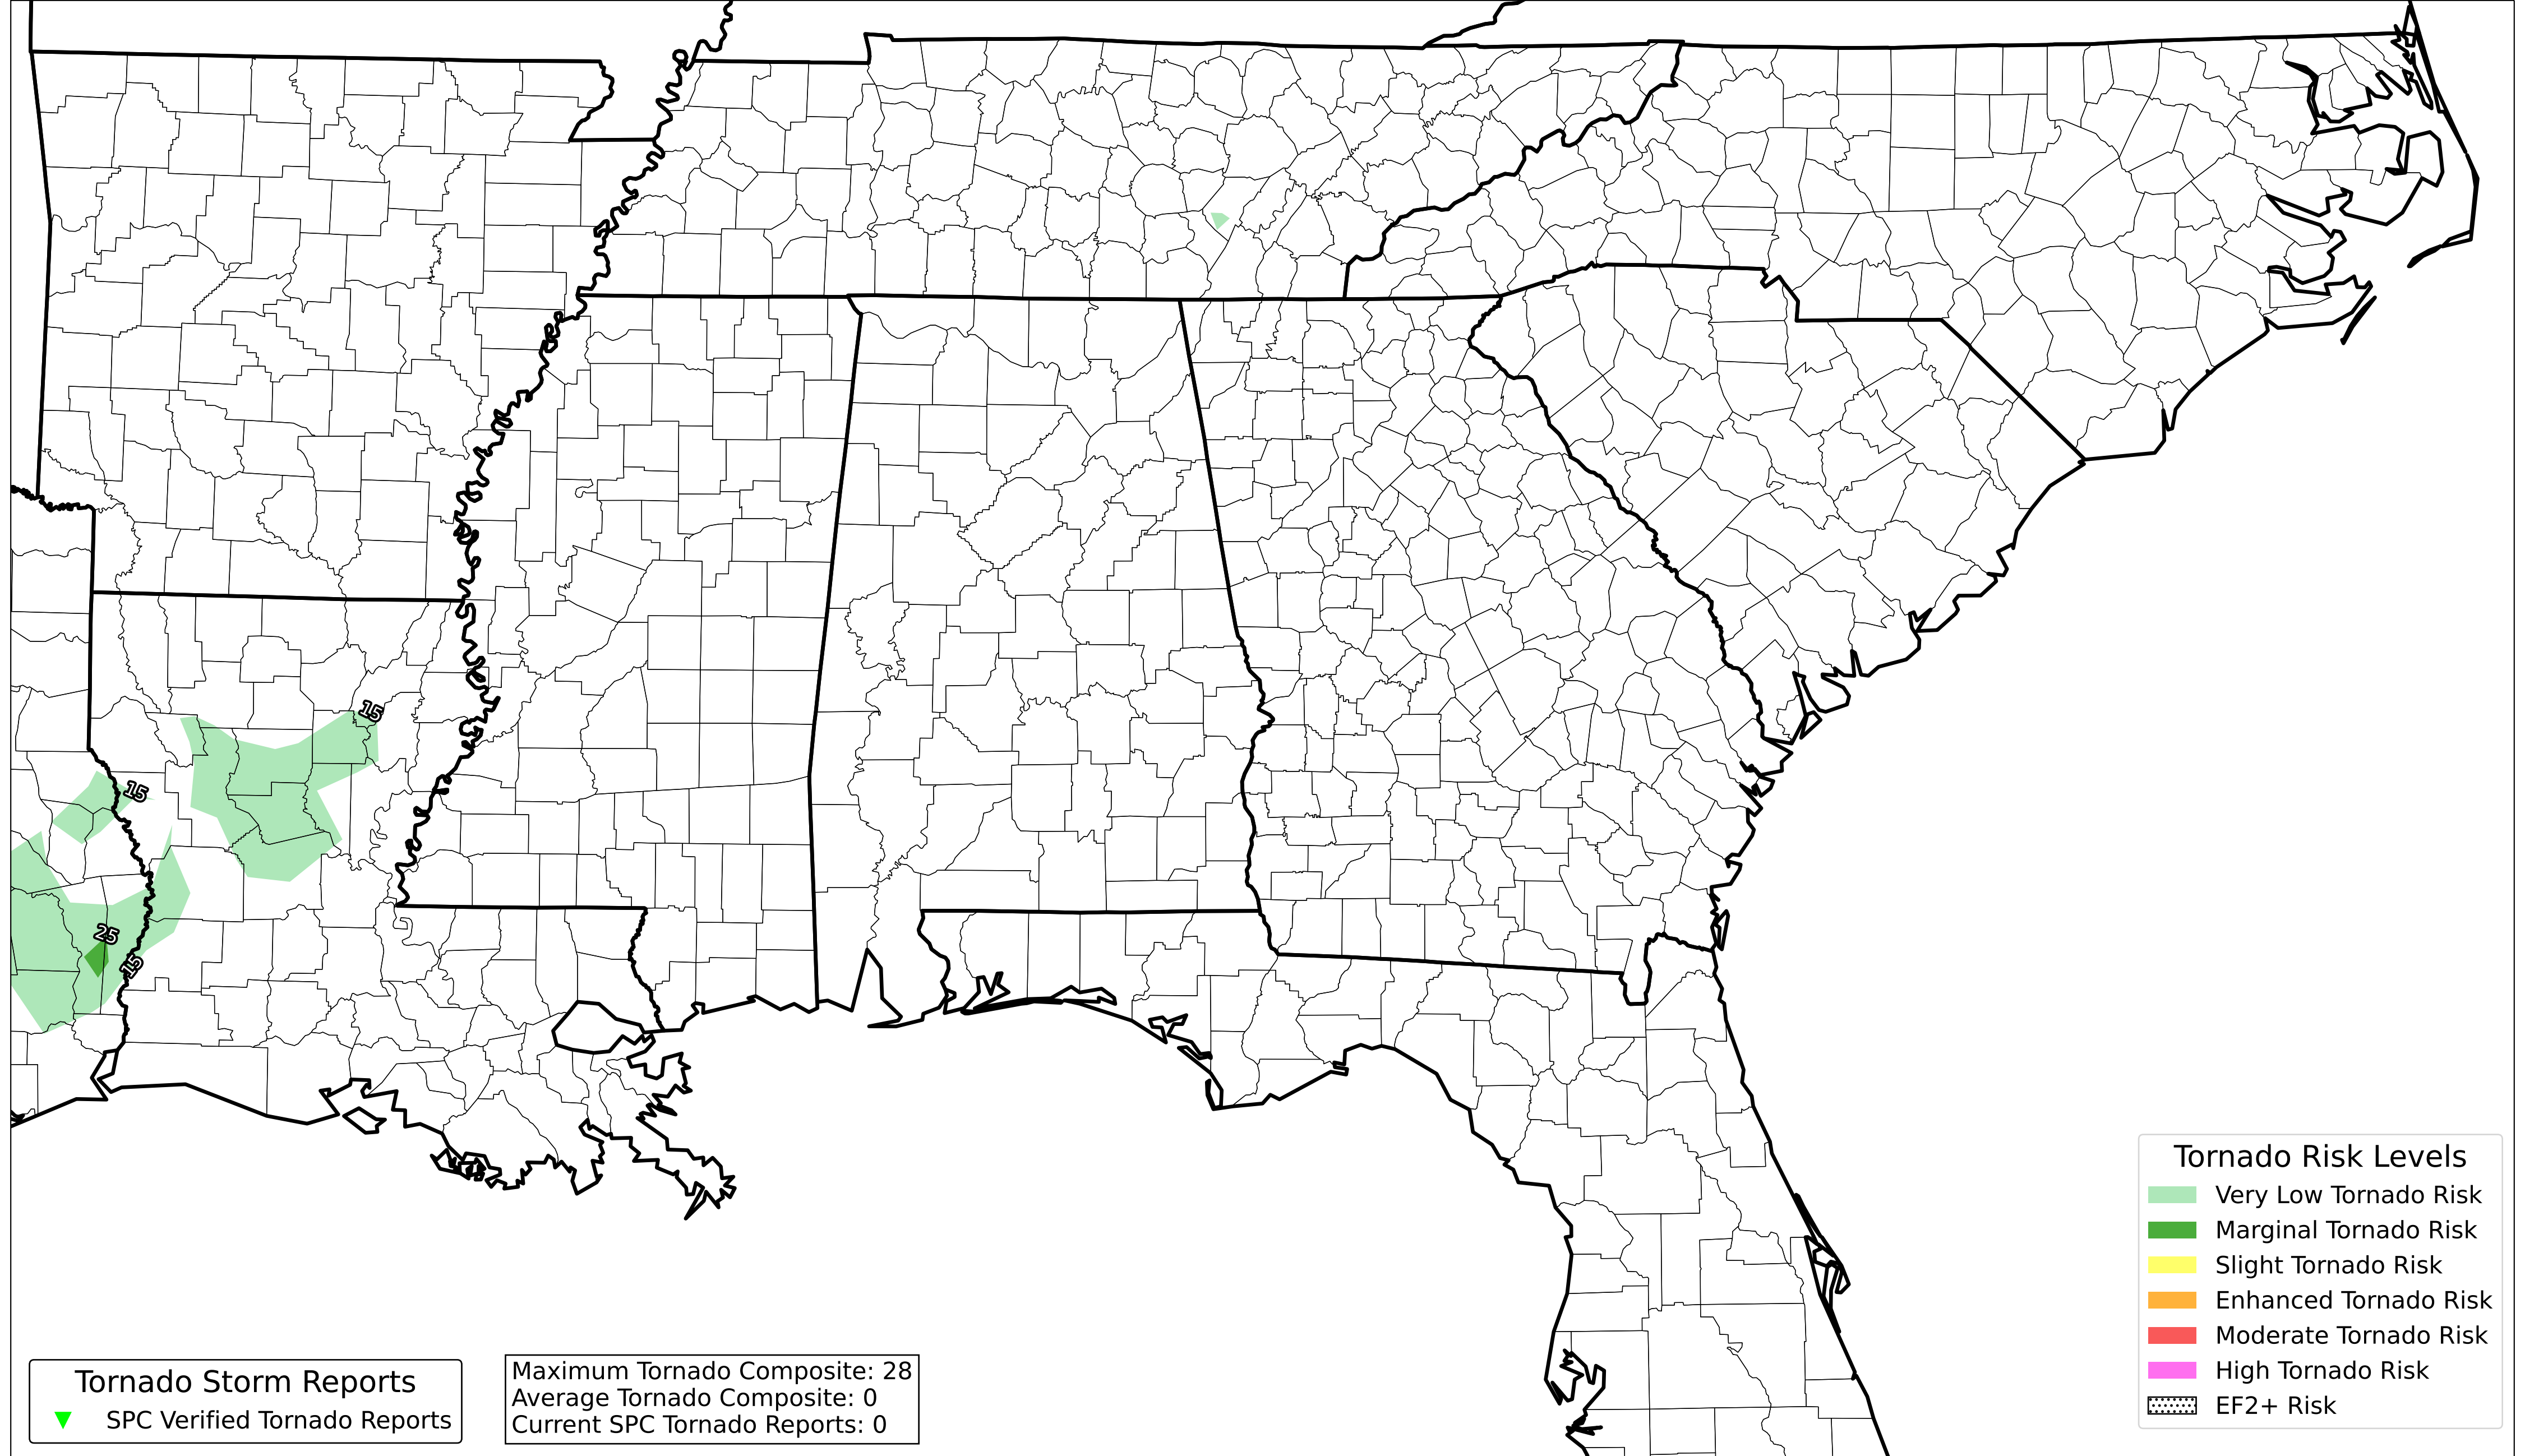 15
15
25
15
Tornado Risk Levels
Very Low Tornado Risk
Marginal Tornado Risk
Slight Tornado Risk
Enhanced Tornado Risk
Moderate Tornado Risk
High Tornado Risk
EF2+ Risk
Tornado Storm Reports
SPC Verified Tornado Reports
Maximum Tornado Composite: 28
Average Tornado Composite: 0
Current SPC Tornado Reports: 0